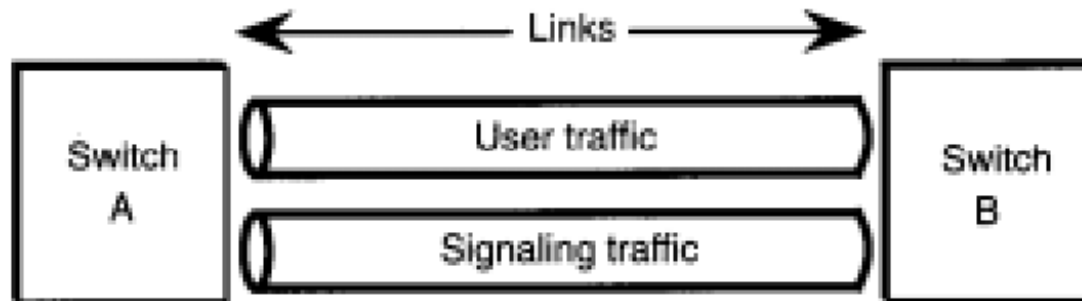 Links
User traffic
Switch
A
Switch
B
Signaling traffic